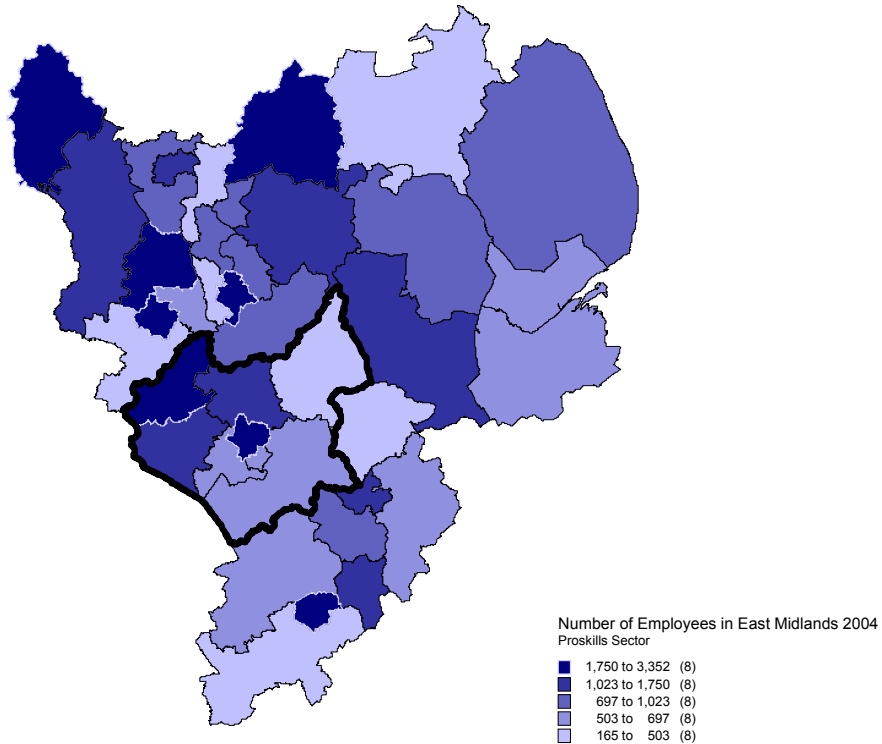 Number of Employees in East Midlands 2004
Proskills Sector
1,750 to 3,352 (8)
1,023 to 1,750 (8)
697 to 1,023 (8)
503 to 697 (8)
165 to 503 (8)